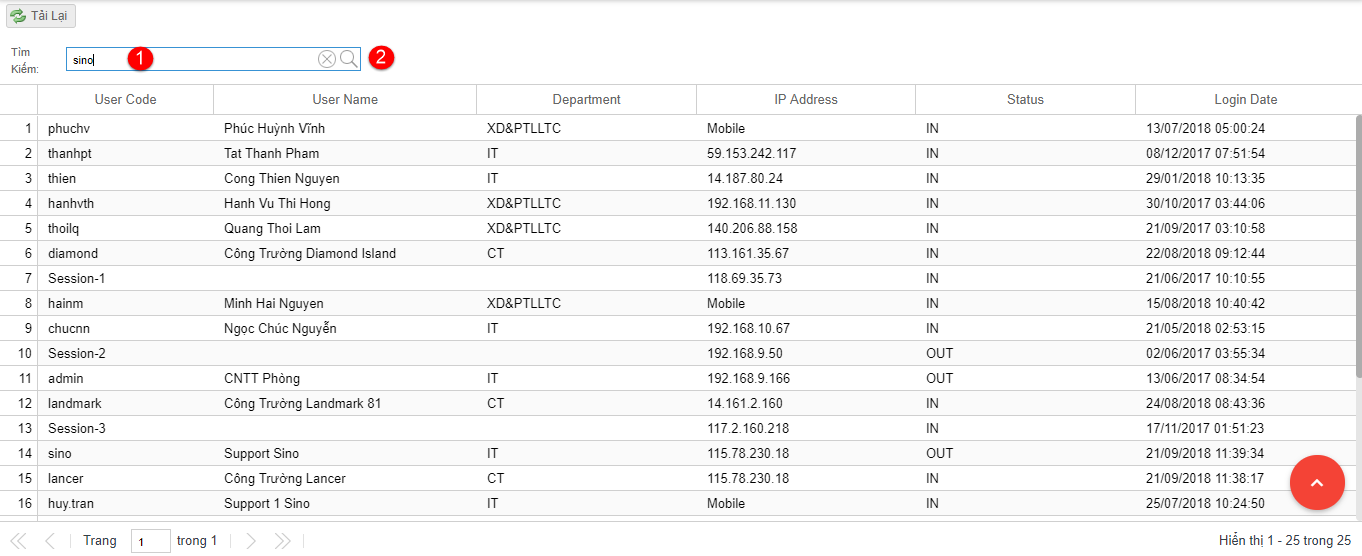 Tải Lại
Tìm
Kiếm:
sino
1
2
User Code User Name Department IP Address Status Login Date
1 phuchv Phúc Huỳnh Vĩnh XD&PTLLTC Mobile IN 13/07/2018 05:00:24
2 thanhpt Tat Thanh Pham IT 59.153.242.117 IN 08/12/2017 07:51:54
3 thien Cong Thien Nguyen IT 14.187.80.24 IN 29/01/2018 10:13:35
4 hanhvth Hanh Vu Thi Hong XD&PTLLTC 192.168.11.130 IN 30/10/2017 03:44:06
5 thoilq Quang Thoi Lam XD&PTLLTC 140.206.88.158 IN 21/09/2017 03:10:58
6 diamond Công Trường Diamond Island CT 113.161.35.67 IN 22/08/2018 09:12:44
7 Session-1 118.69.35.73 IN 21/06/2017 10:10:55
8 hainm Minh Hai Nguyen XD&PTLLTC Mobile IN 15/08/2018 10:40:42
9 chucnn Ngọc Chúc Nguyễn IT 192.168.10.67 IN 21/05/2018 02:53:15
10 Session-2 192.168.9.50 OUT 02/06/2017 03:55:34
11 admin CNTT Phòng IT 192.168.9.166 OUT 13/06/2017 08:34:54
12 landmark Công Trường Landmark 81 CT 14.161.2.160 IN 24/08/2018 08:43:36
13 Session-3 117.2.160.218 IN 17/11/2017 01:51:23
14 sino Support Sino IT 115.78.230.18 OUT 21/09/2018 11:39:34
15 lancer Công Trường Lancer CT 115.78.230.18 IN 21/09/2018 11:38:17
16 huy.tran Support 1 Sino IT Mobile IN 25/07/2018 10:24:50
Trang 1 trong 1
Hiển thị 1 - 25 trong 25